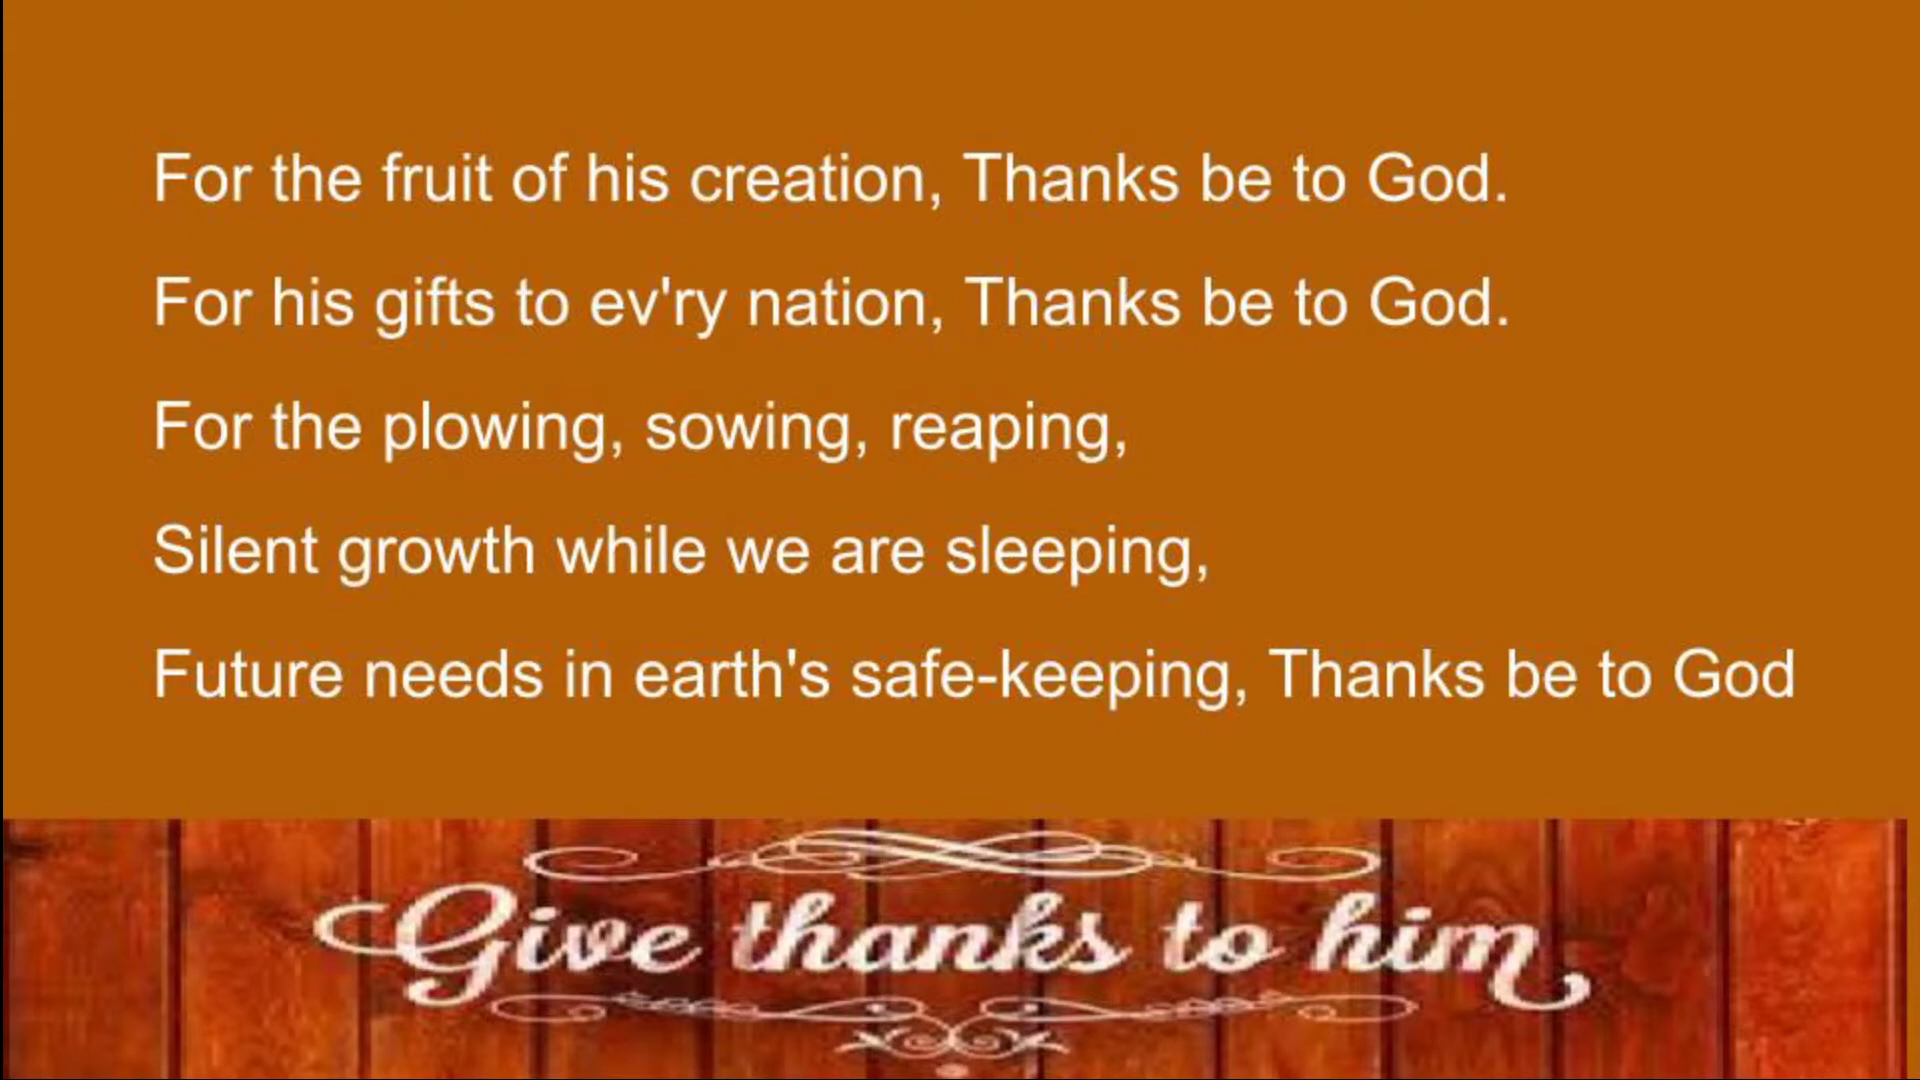 For the fruit of his creation, Thanks be to God.
For his gifts to ev'ry nation, Thanks be to God.
For the plowing, sowing, reaping,
Silent growth while we are sleeping,
Future needs in earth's safe-keeping, Thanks be to God
Give thanks to him